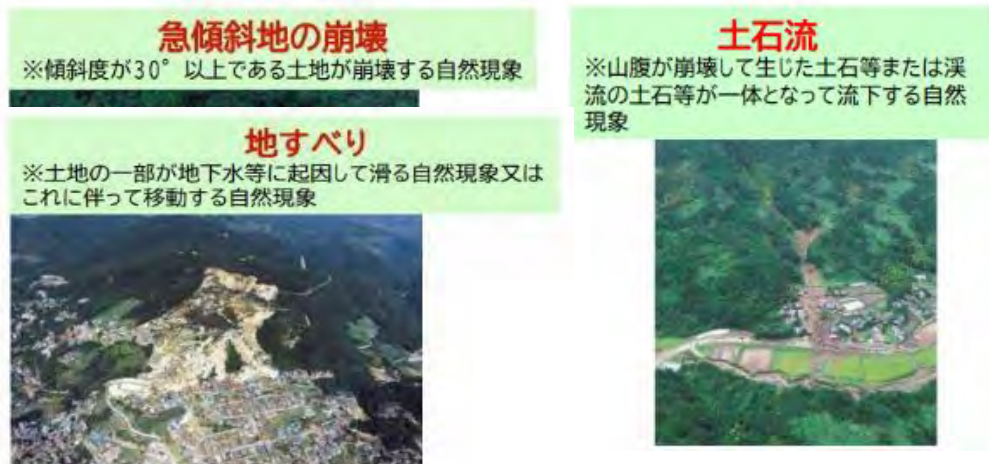 急傾斜地の崩壊
※傾斜度が30°以上である土地が崩壊する自然現象
地すべり
※土地の一部が地下水等に起因して滑る自然現象又は
これに伴って移動する自然現象
土石流
※山腹が崩壊して生じた土石等または渓
流の土石等が一体となって流下する自然
現象